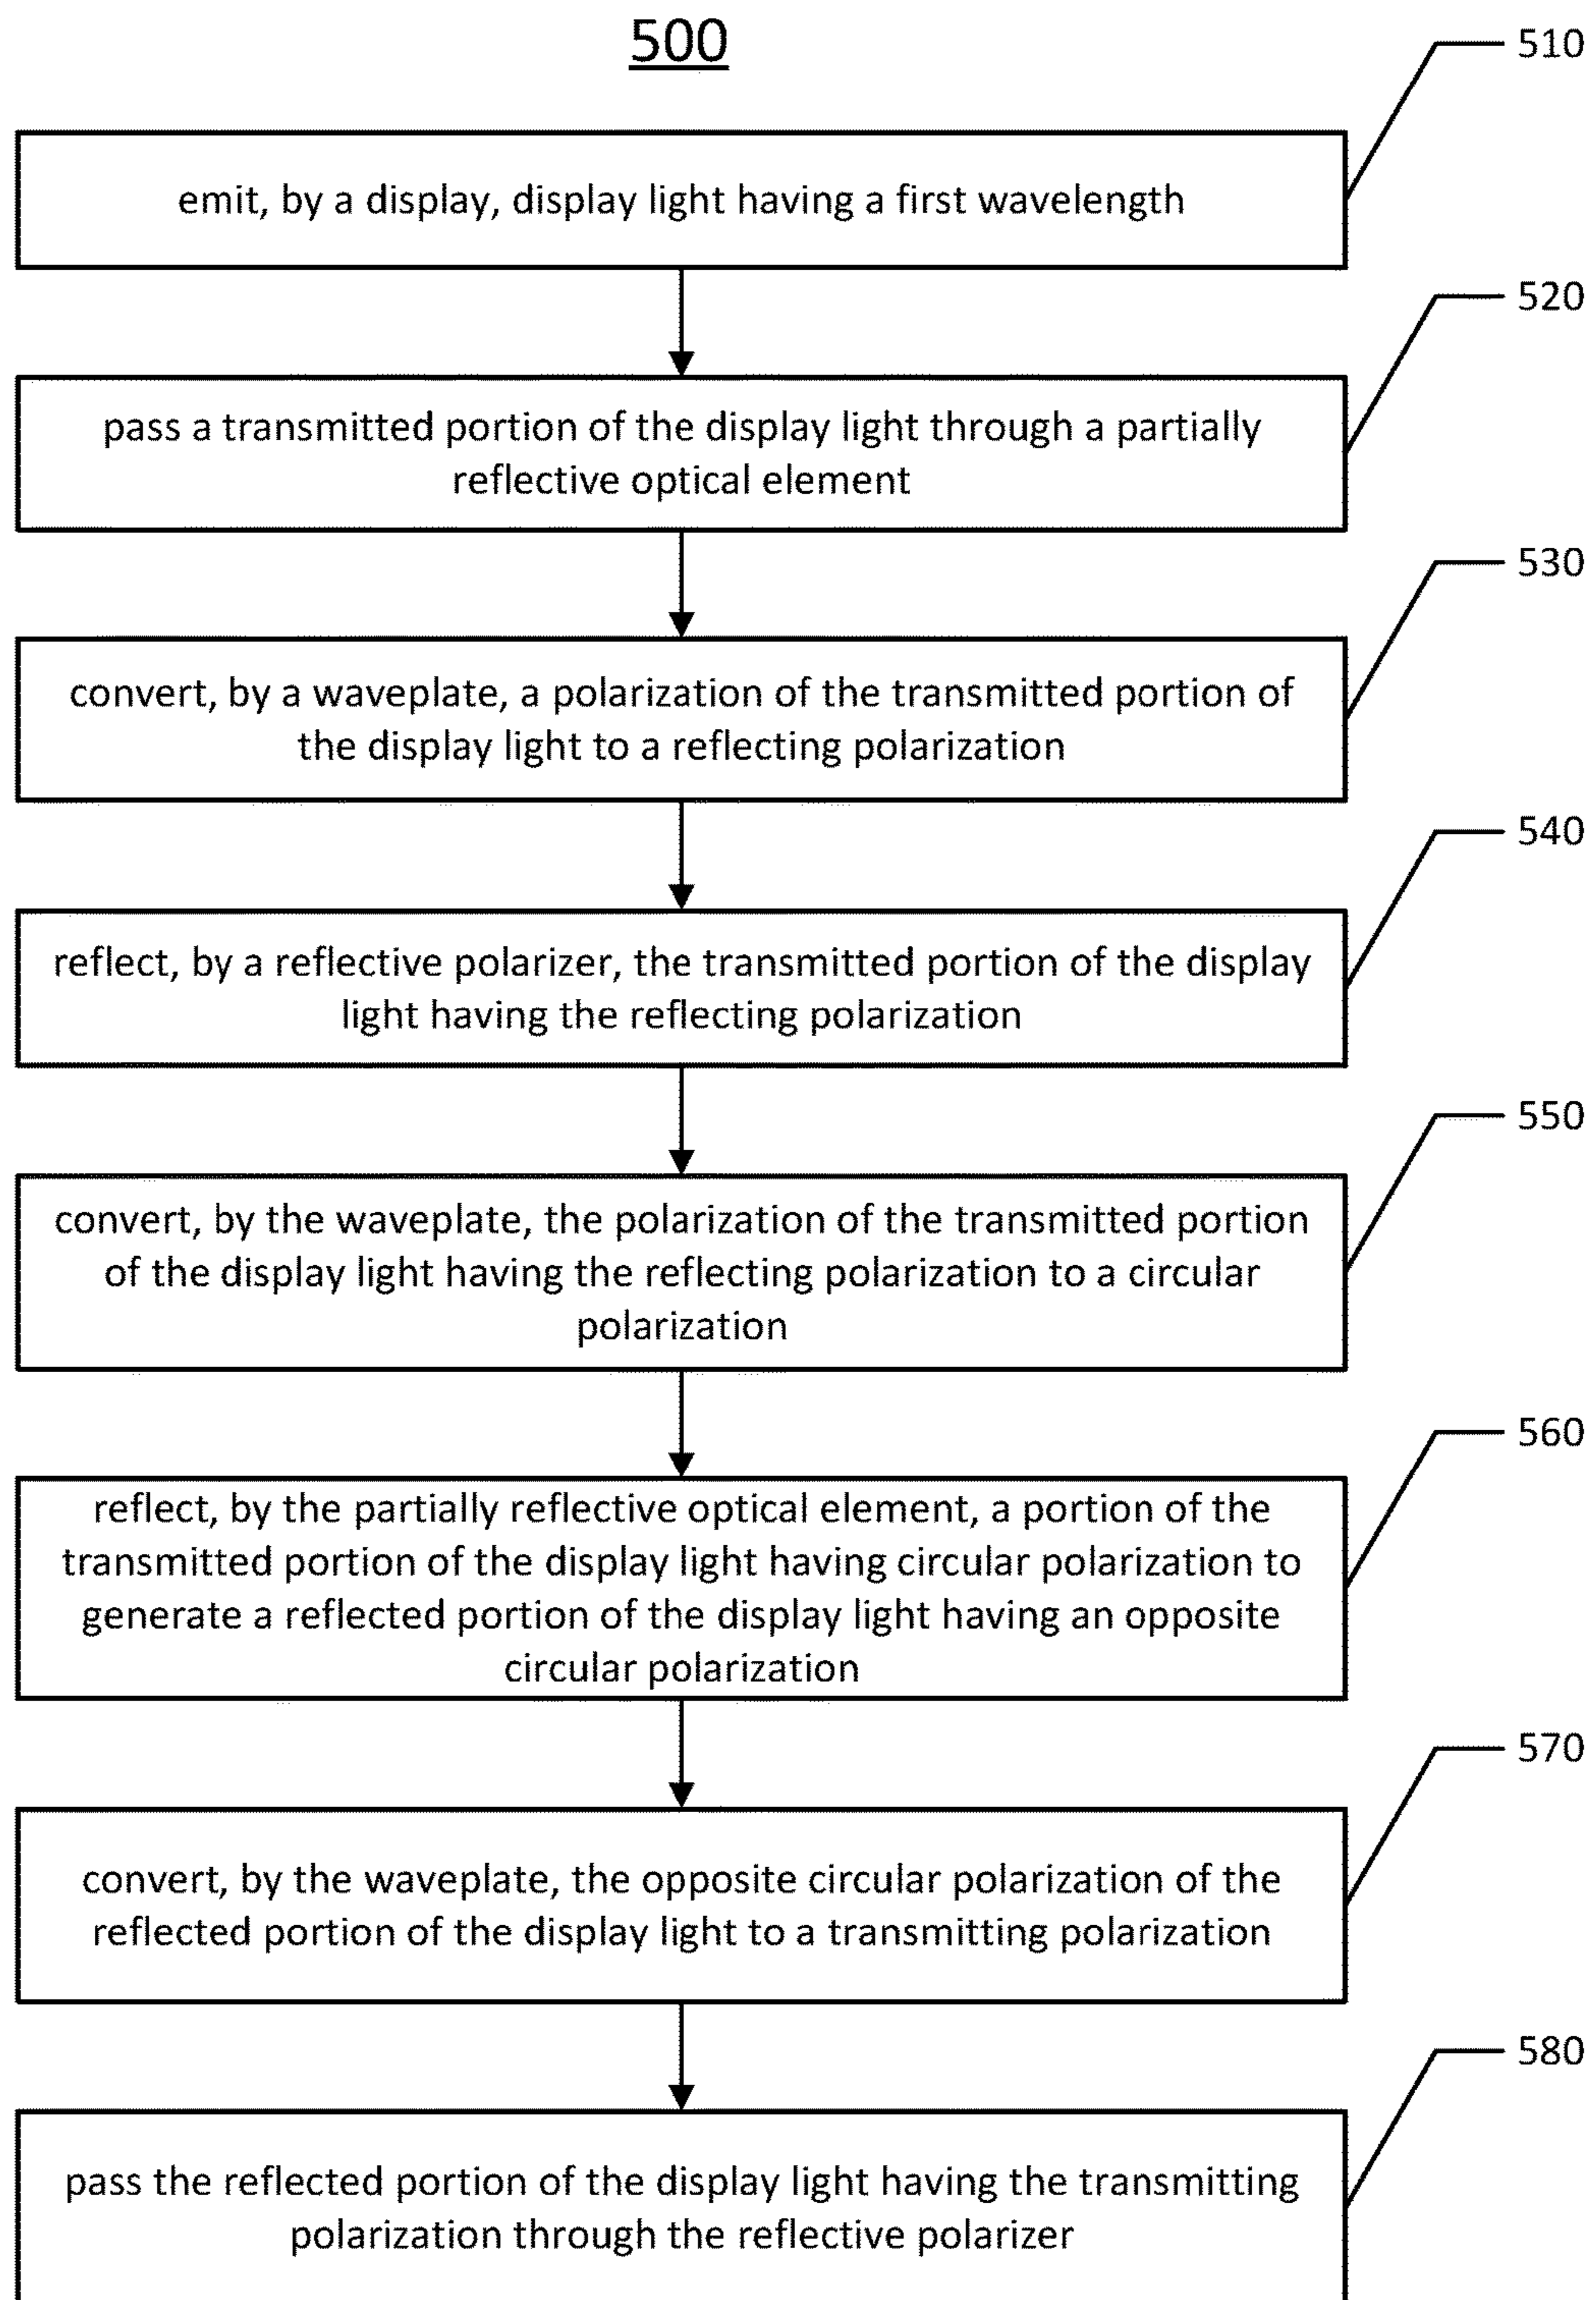 500
510
emit, by a display, display light having a first wavelength
520
pass a transmitted portion of the display light through a partially
reflective optical element
530
convert, by a waveplate, a polarization of the transmitted portion of
the display light to a reflecting polarization
540
reflect, by a reflective polarizer, the transmitted portion of the display
light having the reflecting polarization
550
convert, by the waveplate, the polarization of the transmitted portion
of the display light having the reflecting polarization to a circular
polarization
560
reflect, by the partially reflective optical element, a portion of the
transmitted portion of the display light having circular polarization to
generate a reflected portion of the display light having an opposite
circular polarization
570
convert, by the waveplate, the opposite circular polarization of the
reflected portion of the display light to a transmitting polarization
580
pass the reflected portion of the display light having the transmitting
polarization through the reflective polarizer